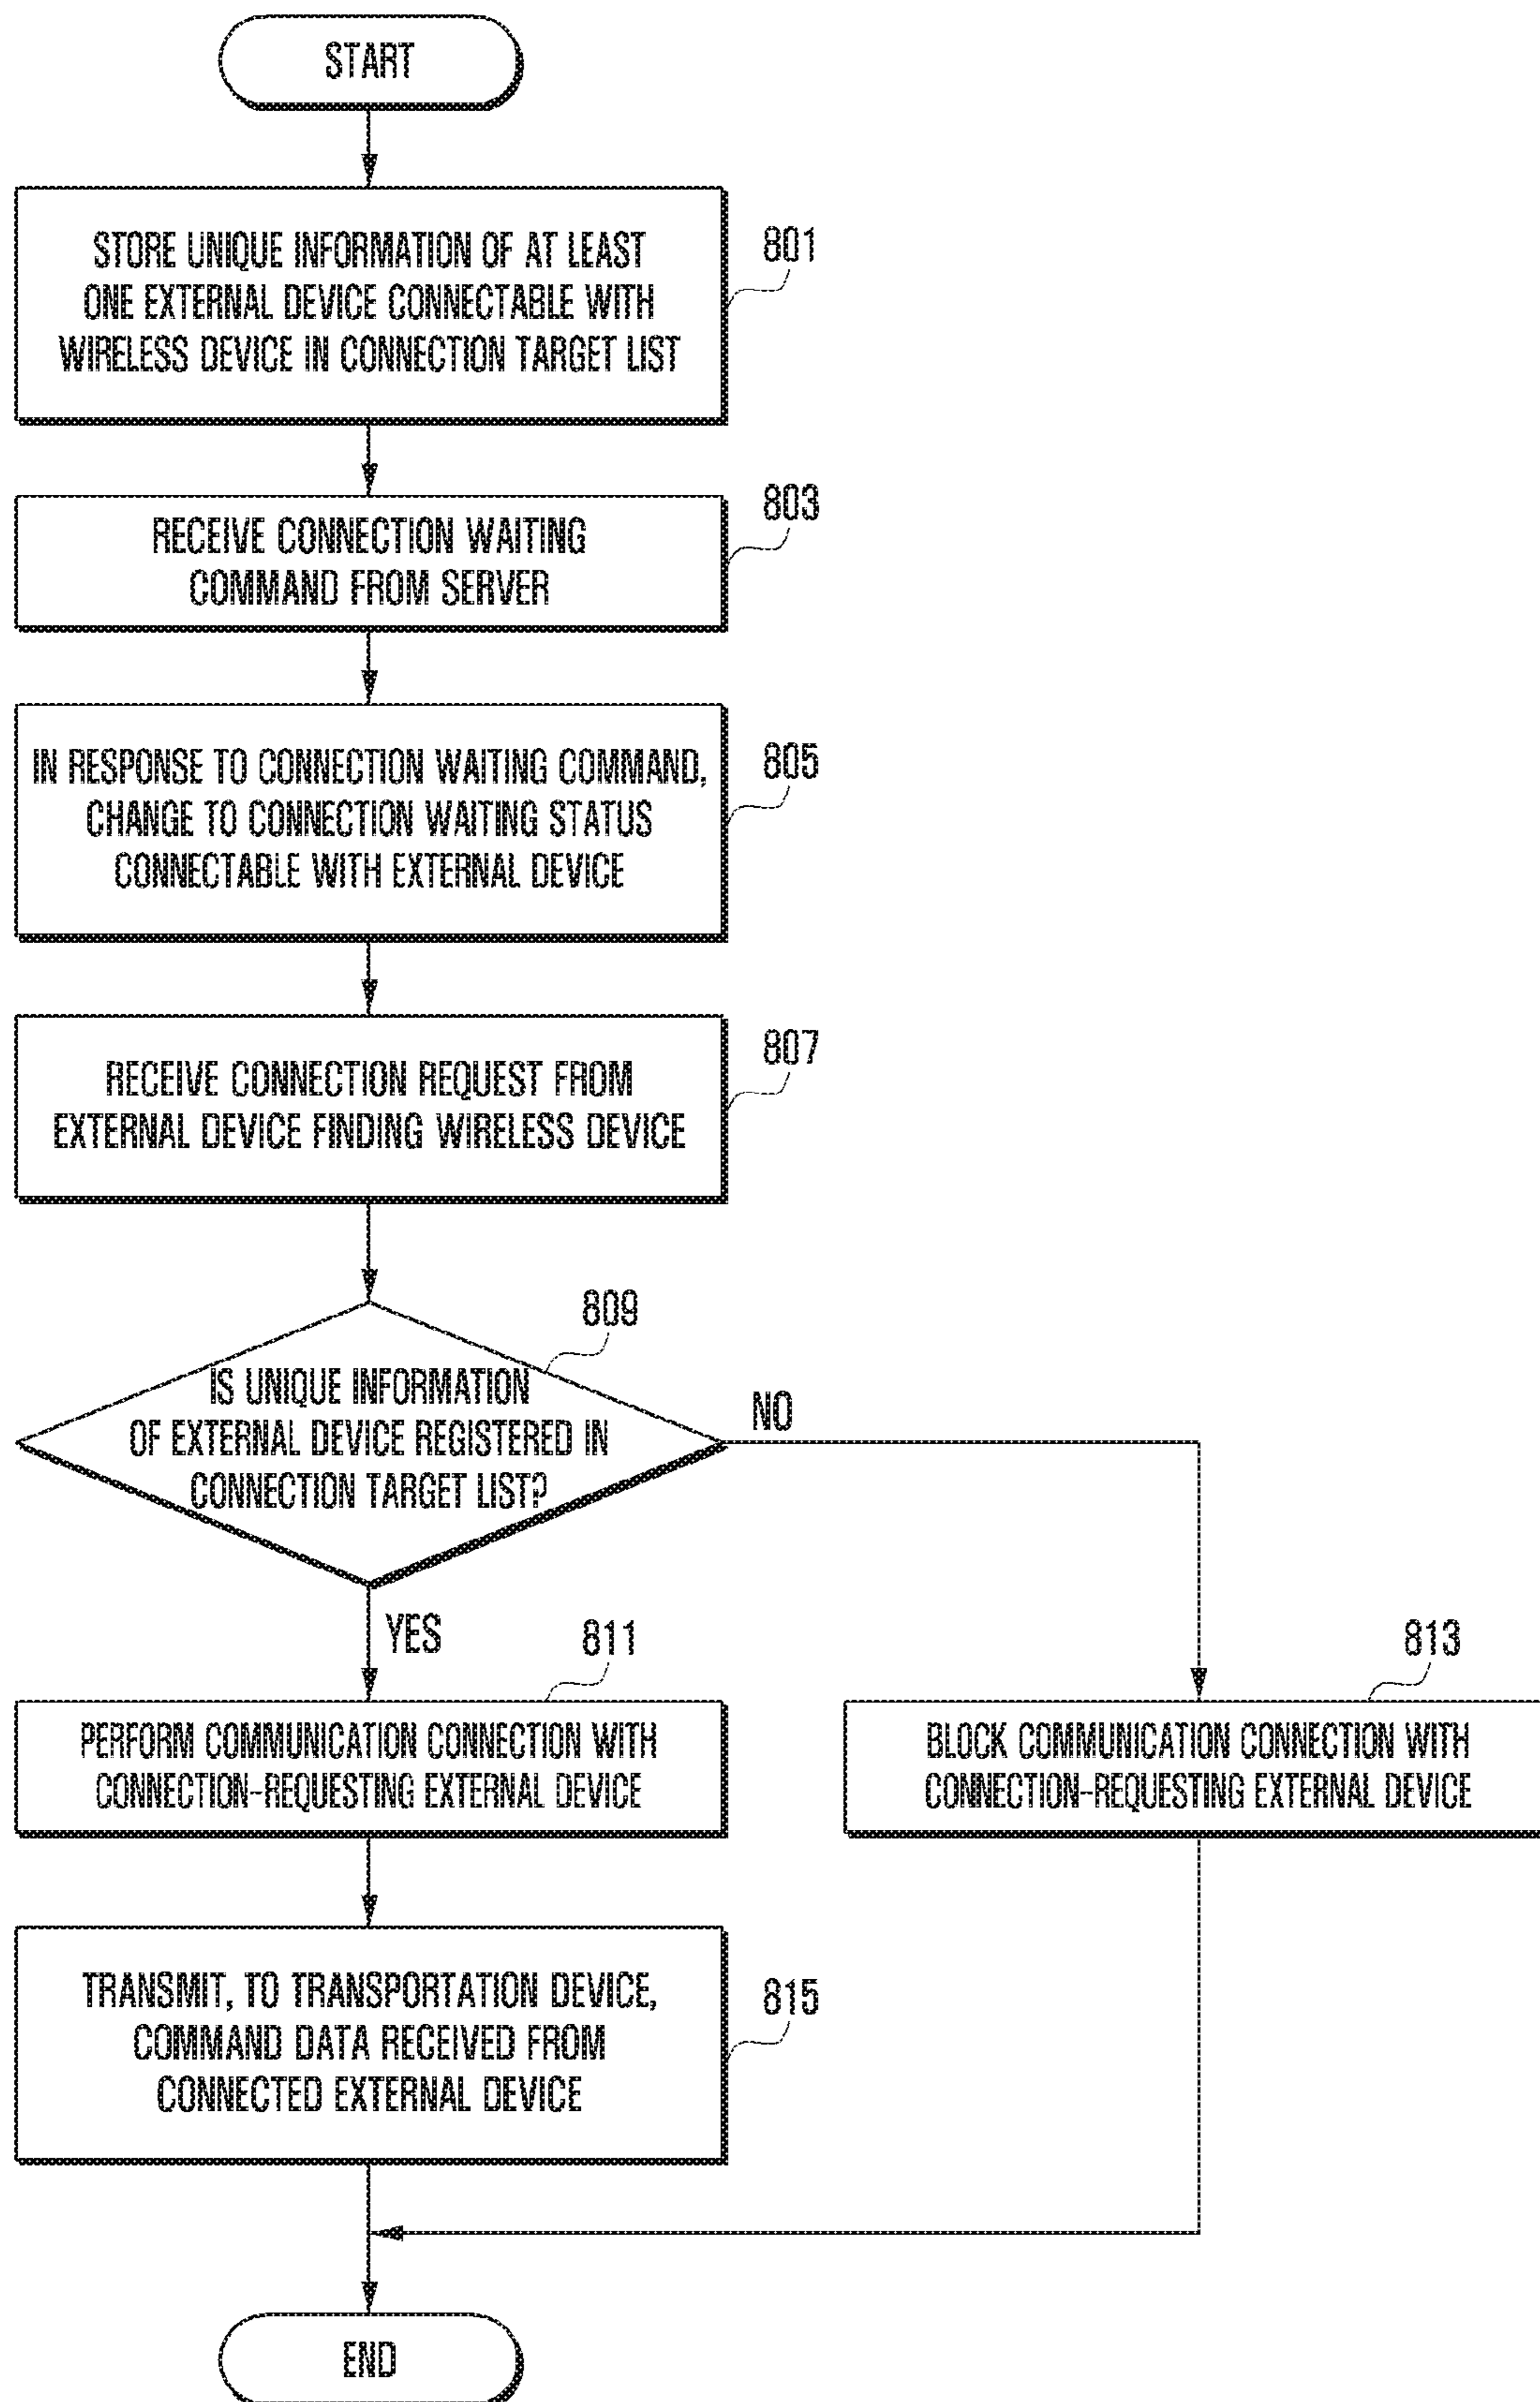 START
STORE UNIQUE INFORMATION OF AT LEAST
ONE EXTERNAL DEVICE CONNECTABLE WITH
WIRELESS DEVICE IN CONNECTION TARGET LIST
801
RECEIVE CONNECTION WAITING
COMMAND FROM SERVER
803
IN RESPONSE TO CONNECTION WAITING COMMAND,
CHANGE TO CONNECTION WAITING STATUS
CONNECTABLE WITH EXTERNAL DEVICE
805
RECEIVE CONNECTION REQUEST FROM
EXTERNAL DEVICE FINDING WIRELESS DEVICE
807
IS UNIQUE INFORMATION
OF EXTERNAL DEVICE REGISTERED IN
CONNECTION TARGET LIST?
809
NO
YES
PERFORM COMMUNICATION CONNECTION WITH
CONNECTION-REQUESTING EXTERNAL DEVICE
811
BLOCK COMMUNICATION CONNECTION WITH
CONNECTION-REQUESTING EXTERNAL DEVICE
813
TRANSMIT, TO TRANSPORTATION DEVICE,
COMMAND DATA RECEIVED FROM
CONNECTED EXTERNAL DEVICE
815
END